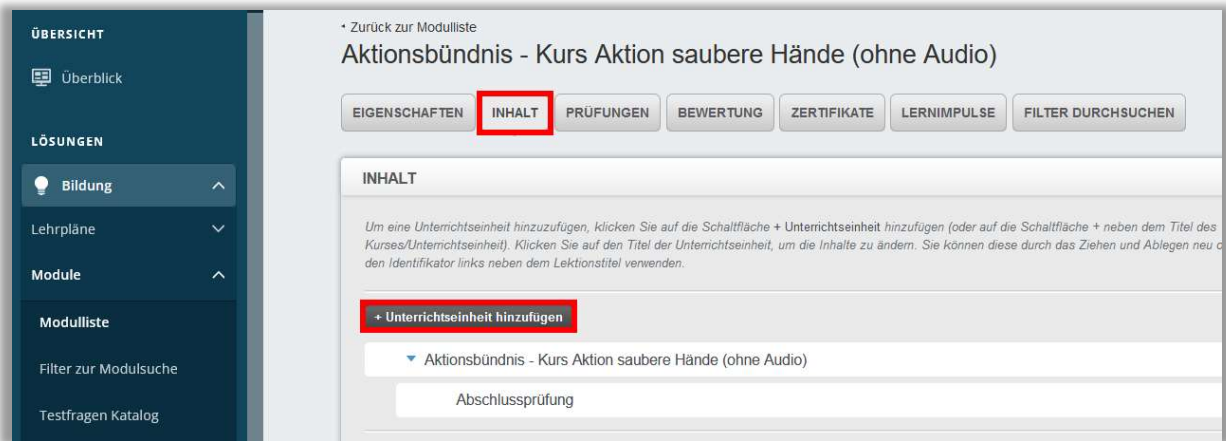 ÜBERSICHT
Überblick
LÖSUNGEN
Bildung
Lehrpläne
Module
Modulliste
Filter zur Modulsuche
Testfragen Katalog
Zurück zur Modulliste
Aktionsbündnis - Kurs Aktion saubere Hände (ohne Audio)
EIGENSCHAFTEN INHALT PRÜFUNGEN BEWERTUNG ZERTIFIKATE LERNIMPULSE FILTER DURCHSUCHEN
INHALT
Um eine Unterrichtseinheit hinzuzufügen, klicken Sie auf die Schaltfläche + Unterrichtseinheit hinzufügen (oder auf die Schaltfläche + neben dem Titel des
Kurses/Unterrichtseinheit). Klicken Sie auf den Titel der Unterrichtseinheit, um die Inhalte zu ändern. Sie können diese durch das Ziehen und Ablegen neu
den Identifikator links neben dem Lektionstitel verwenden.
+ Unterrichtseinheit hinzufügen
Aktionsbündnis - Kurs Aktion saubere Hände (ohne Audio)
Abschlussprüfung